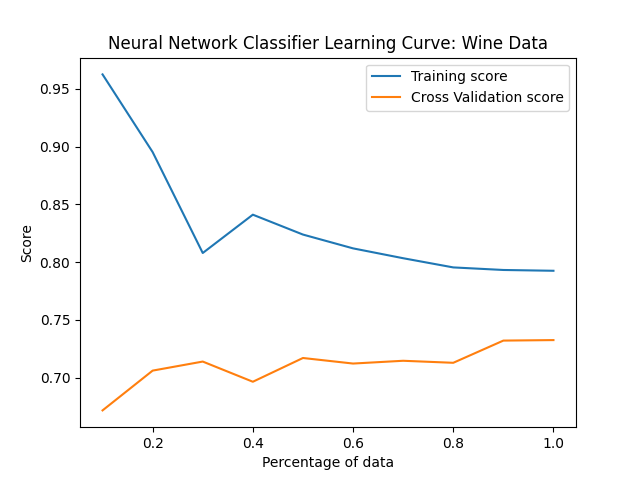 Neural Network Classifier Learning Curve: Wine Data
Training score
Cross Validation score
0.95
0.90
0.85
0.80
0.75
0.70
Score
0.2
0.4
0.6
0.8
1.0
Percentage of data